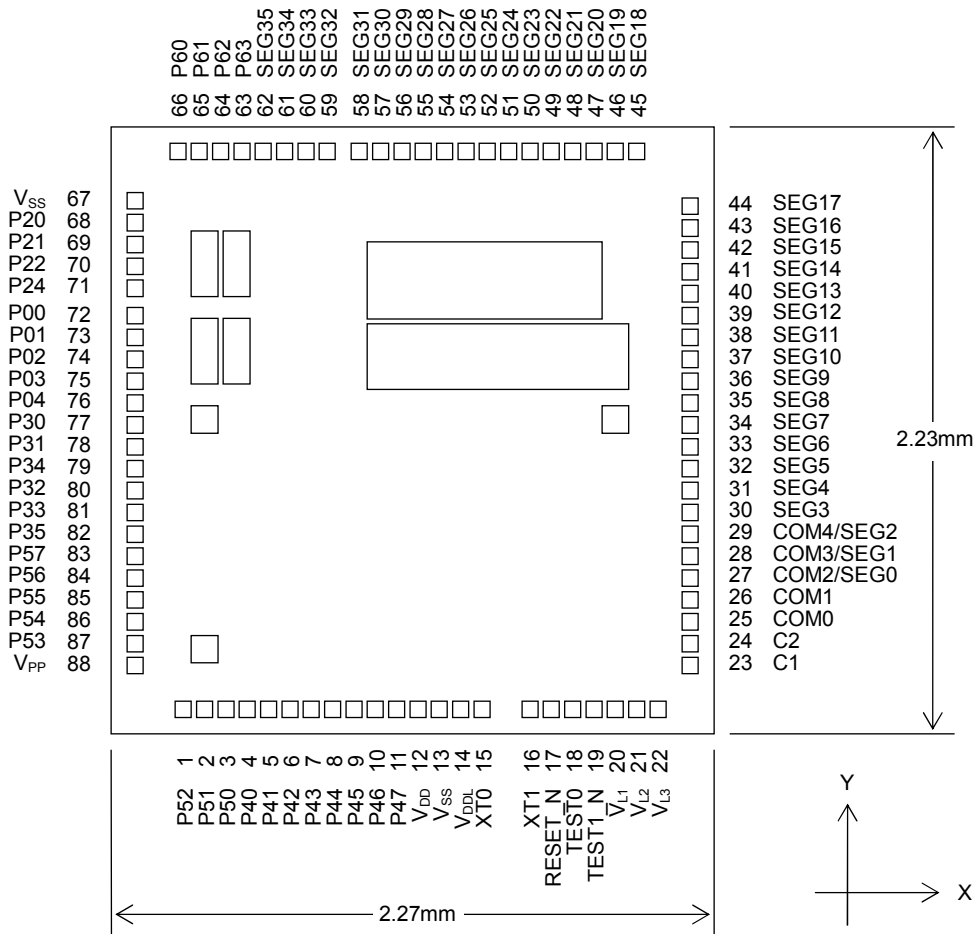 66 P60
65 P61
64 P62
63 P63
62 SEG35
61 SEG34
60 SEG33
59 SEG32
58 SEG31
57 SEG30
56 SEG29
55 SEG28
54 SEG27
53 SEG26
52 SEG25
51 SEG24
50 SEG23
49 SEG22
48 SEG21
47 SEG20
46 SEG19
45 SEG18
VSS 67
P20 68
P21 69
P22 70
P24 71
P00 72
P01 73
P02 74
P03 75
P04 76
P30 77
P31 78
P34 79
P32 80
P33 81
P35 82
P57 83
P56 84
P55 85
P54 86
P53 87
VPP 88
44 SEG17
43 SEG16
42 SEG15
41 SEG14
40 SEG13
39 SEG12
38 SEG11
37 SEG10
36 SEG9
35 SEG8
34 SEG7
33 SEG6
32 SEG5
31 SEG4
30 SEG3
29 COM4/SEG2
28 COM3/SEG1
27 COM2/SEG0
26 COM1
25 COM0
24 C2
23 C1
2.23mm
P52 1
P51 2
P50 3
P40 4
P41 5
P42 6
P43 7
P44 8
P45 9
P46 10
P47 11
VDD 12
VSS 13
VDDL 14
XT0 15
XT1 16
RESET_N 17
TEST0 18
TEST1_N 19
VL1 20
VL2 21
VL3 22
Y
X
2.27mm